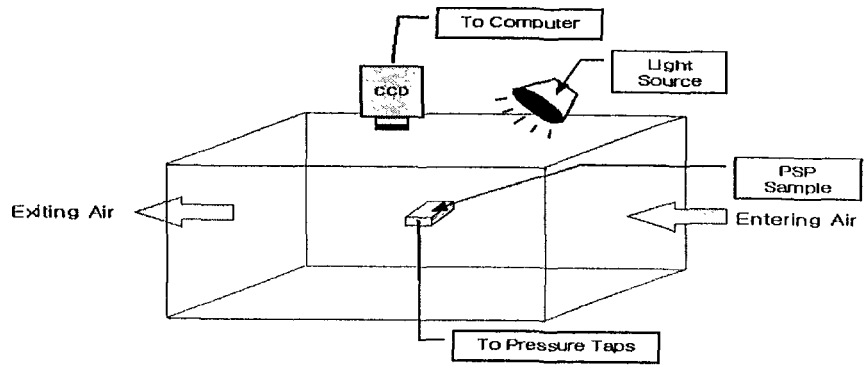 To Computer
CCD
Light
Source
PSP
Sample
Exiting Air
Entering Air
To Pressure Taps